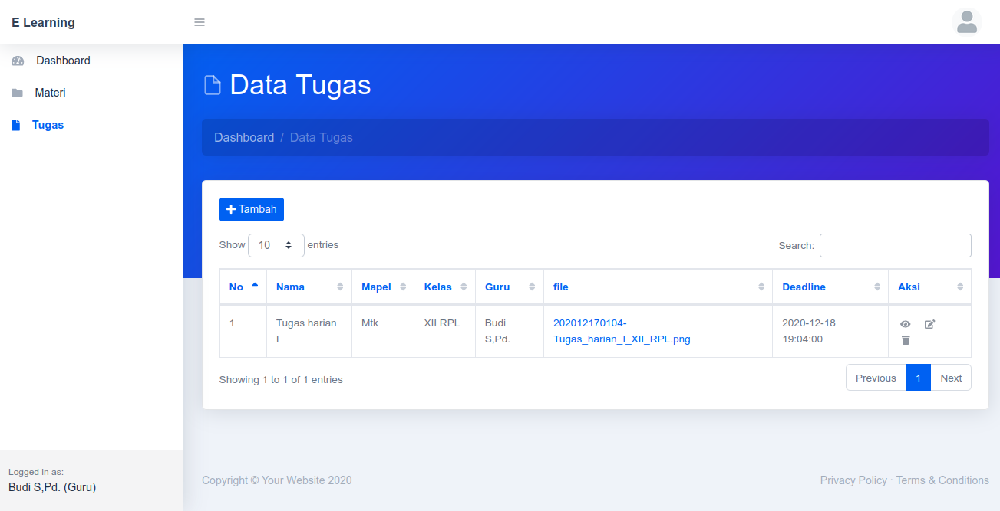 E Learning
Dashboard
Materi
Tugas
Data Tugas
Dashboard / Data Tugas
Tambah
Show 10 entries
Search:
No Nama Mapel Kelas Guru file Deadline Aksi
1 Tugas harian Mtk XII RPL Budi 202012170104- 2020-12-18
I S,Pd. Tugas_harian_I_XII_RPL.png 19:04:00
Showing 1 to 1 of 1 entries
Previous 1 Next
Logged in as:
Budi S,Pd. (Guru)
Copyright © Your Website 2020
Privacy Policy · Terms & Conditions